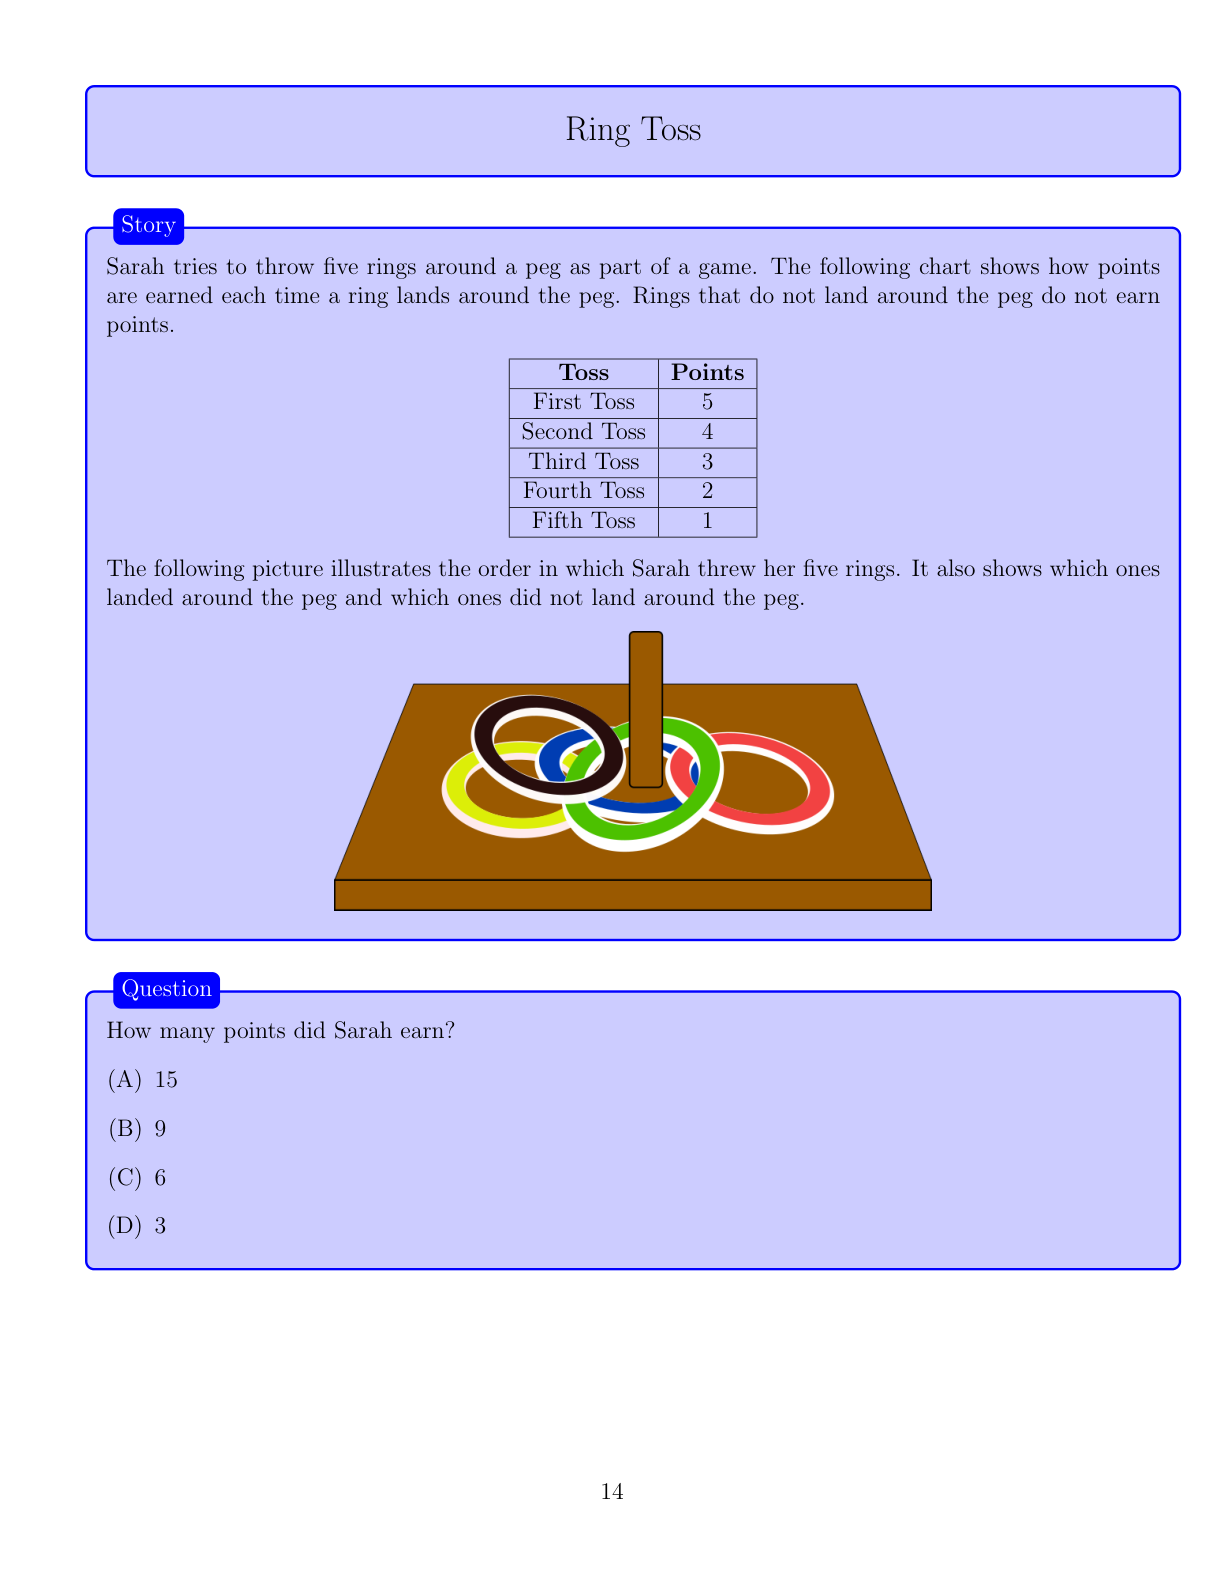 Ring Toss
Story
Sarah tries to throw five rings around a peg as part of a game. The following chart shows how points
are earned each time a ring lands around the peg. Rings that do not land around the peg do not earn
points.
Toss Points
First Toss 5
Second Toss 4
Third Toss 3
Fourth Toss 2
Fifth Toss 1
The following picture illustrates the order in which Sarah threw her five rings. It also shows which ones
landed around the peg and which ones did not land around the peg.
Question
How many points did Sarah earn?
(A) 15
(B) 9
(C) 6
(D) 3
14